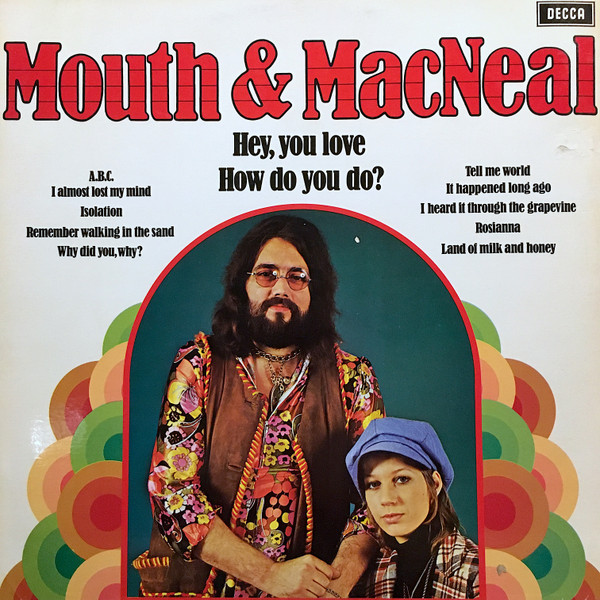 DECCA
Mouth & MacNeal
Hey, you love
How do you do?
A.B.C.
I almost lost my mind
Isolation
Remember walking in the sand
Why did you, why?
Tell me world
It happened long ago
I heard it through the grapevine
Rosianna
Land of milk and honey